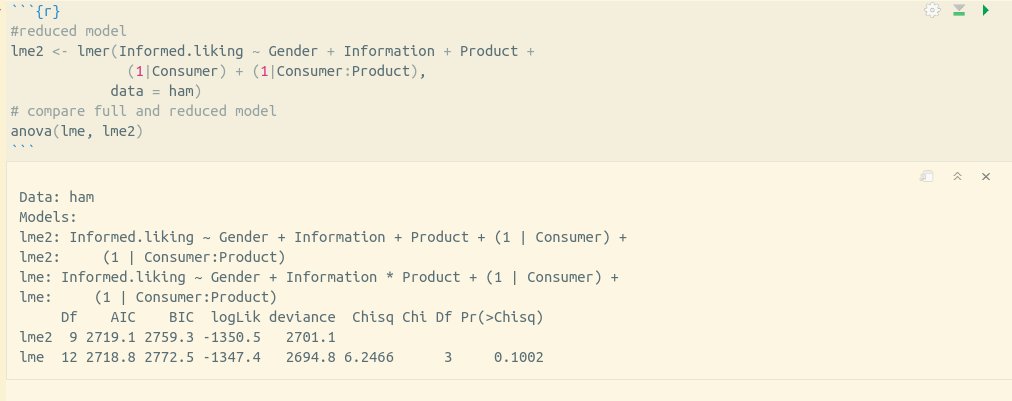 ```{r}
#reduced model
lme2 <- lmer(Informed.liking ~ Gender + Information + Product +
              (1|Consumer) + (1|Consumer:Product),
            data = ham)
# compare full and reduced model
anova(lme, lme2)
```
Data: ham
Models:
lme2: Informed.liking ~ Gender + Information + Product + (1 | Consumer) +
lme2:     (1 | Consumer:Product)
lme: Informed.liking ~ Gender + Information * Product + (1 | Consumer) +
lme:     (1 | Consumer:Product)
     Df    AIC    BIC  logLik deviance  Chisq Chi Df Pr(>Chisq)
lme2  9 2719.1 2759.3 -1350.5   2701.1
lme  12 2718.8 2772.5 -1347.4   2694.8 6.2466      3     0.1002